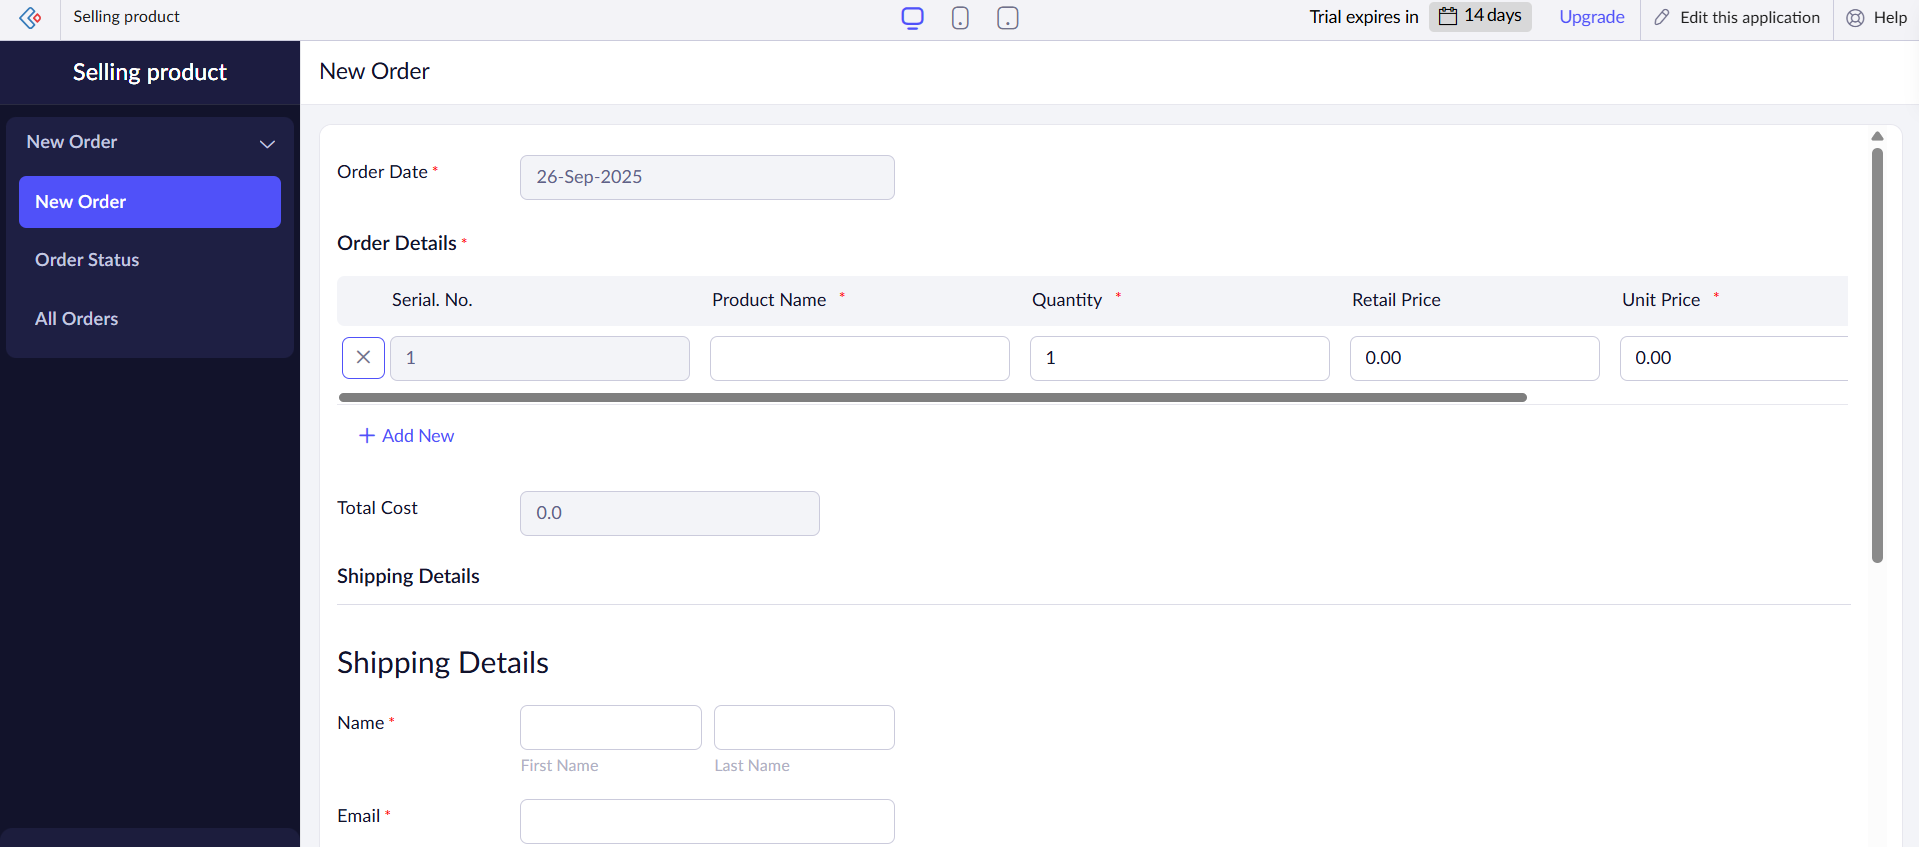 Selling product
Trial expires in 14 days Upgrade Edit this application Help
Selling product
New Order
New Order
New Order
Order Status
All Orders
Order Date * 26-Sep-2025
Order Details *
Serial. No. Product Name * Quantity * Retail Price Unit Price *
1 1 0.00 0.00
+ Add New
Total Cost 0.0
Shipping Details
Shipping Details
Name *
First Name Last Name
Email *